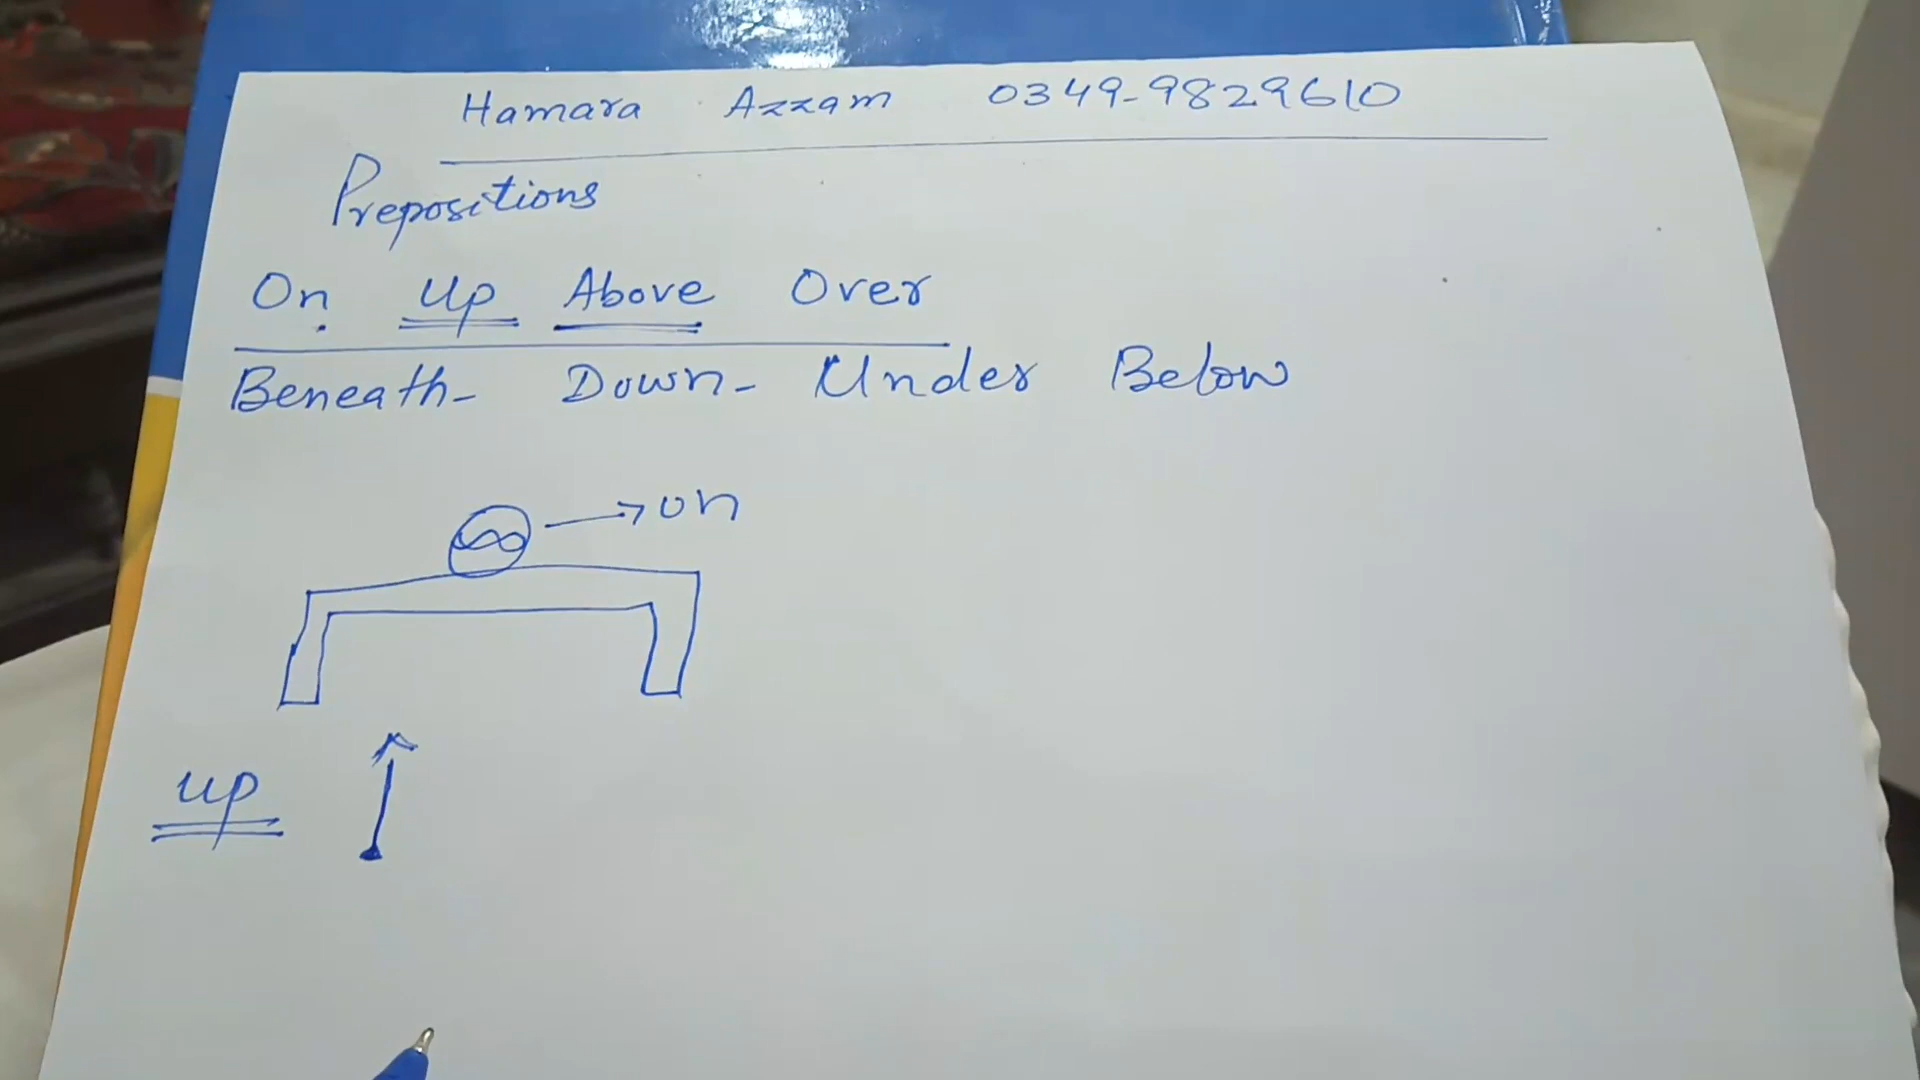 Hamara Azzam 0349-9829610
Prepositions
On Up Above Over
Beneath- Down- Under Below
→ on
up